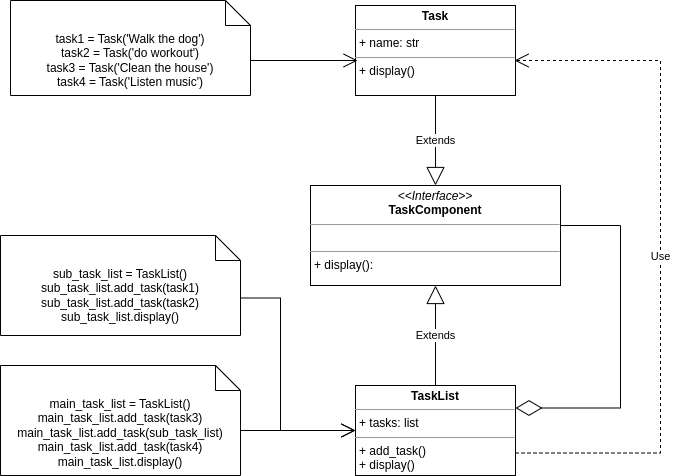 task1 = Task('Walk the dog')
task2 = Task('do workout')
task3 = Task('Clean the house')
task4 = Task('Listen music')
Task
+ name: str
+ display()
Extends
<<Interface>>
TaskComponent
+ display():
Use
sub_task_list = TaskList()
sub_task_list.add_task(task1)
sub_task_list.add_task(task2)
sub_task_list.display()
Extends
main_task_list = TaskList()
main_task_list.add_task(task3)
main_task_list.add_task(sub_task_list)
main_task_list.add_task(task4)
main_task_list.display()
TaskList
+ tasks: list
+ add_task()
+ display()